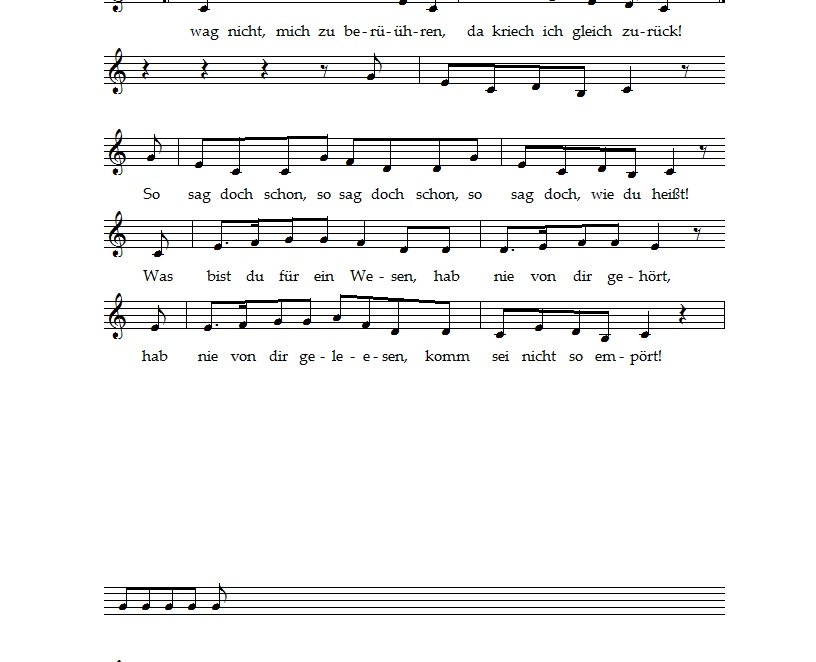 wag nicht, mich zu be-rü-üh-ren, da kriech ich gleich zu-rück!
So sag doch schon, so sag doch schon, so sag doch, wie du heißt!
Was bist du für ein We-sen, hab nie von dir ge-hört,
hab nie von dir ge-le-e-sen, komm sei nicht so em-pört!